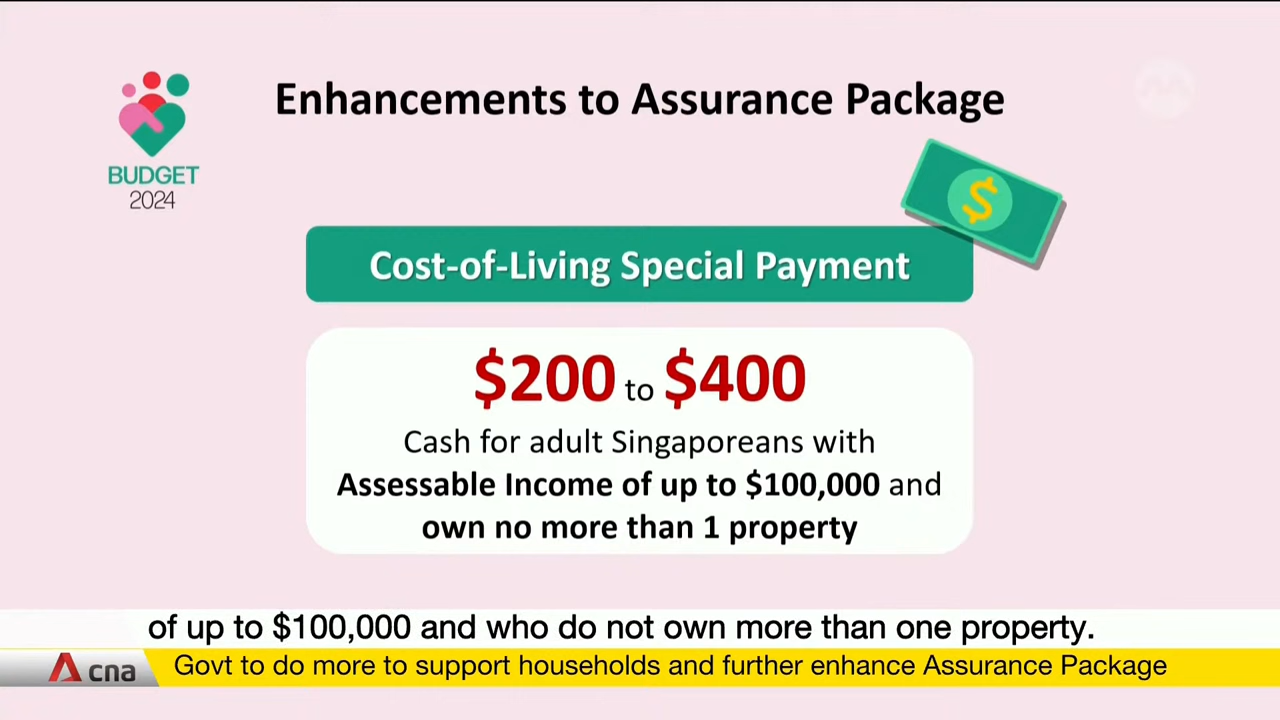 Enhancements to Assurance Package
BUDGET
2024
$
Cost-of-Living Special Payment
$200 to $400
Cash for adult Singaporeans with
Assessable Income of up to $100,000 and
own no more than 1 property
of up to $100,000 and who do not own more than one property.
cna Govt to do more to support households and further enhance Assurance Package